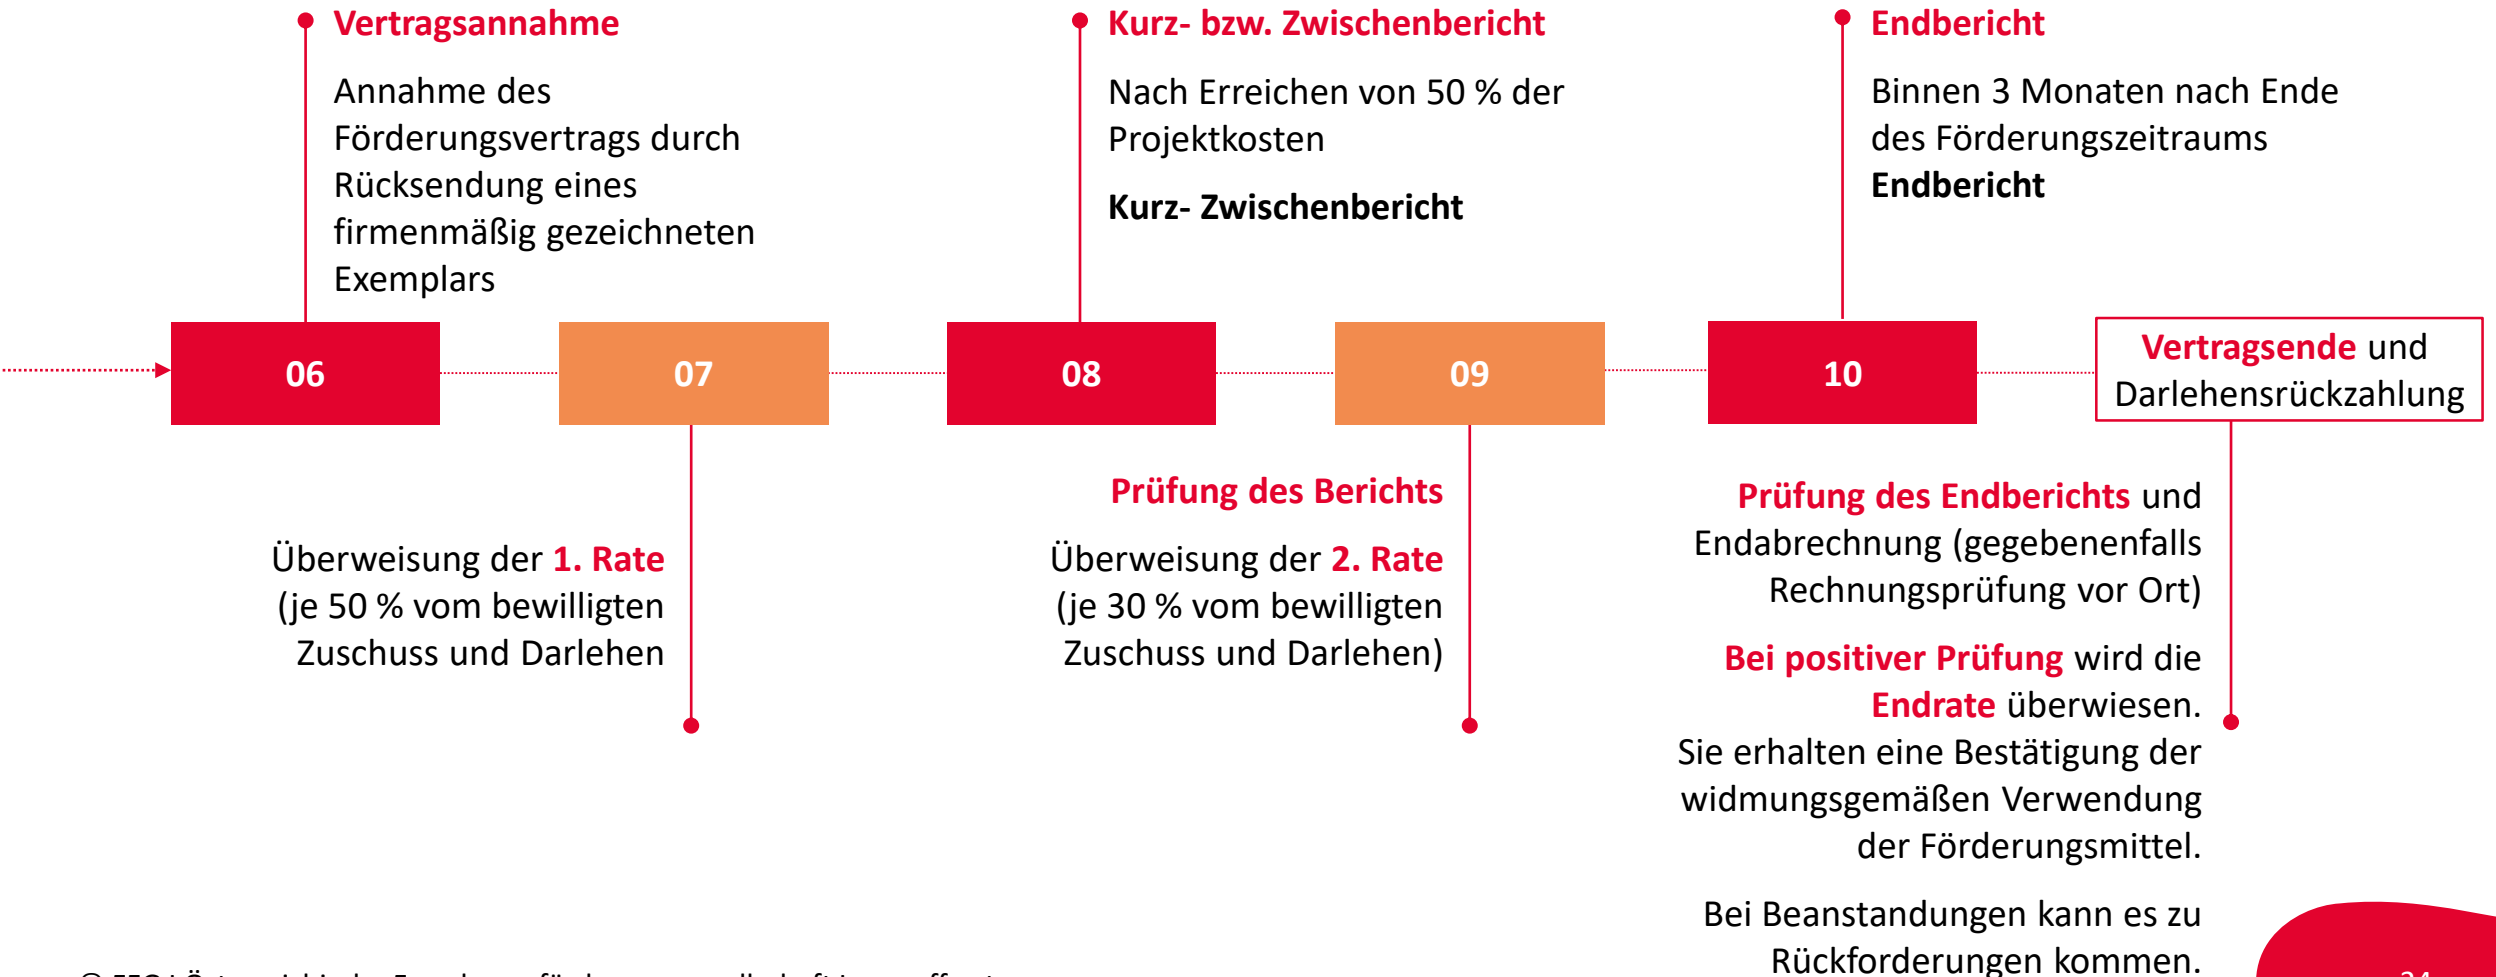 Vertragsannahme
Annahme des
Förderungsvertrags durch
Rücksendung eines
firmenmäßig gezeichneten
Exemplars
Kurz- bzw. Zwischenbericht
Nach Erreichen von 50 % der
Projektkosten
Kurz- Zwischenbericht
Endbericht
Binnen 3 Monaten nach Ende
des Förderungszeitraums
Endbericht
06
07
08
09
10
Vertragsende und
Darlehensrückzahlung
Überweisung der 1. Rate
(je 50 % vom bewilligten
Zuschuss und Darlehen
Prüfung des Berichts
Überweisung der 2. Rate
(je 30 % vom bewilligten
Zuschuss und Darlehen)
Prüfung des Endberichts und
Endabrechnung (gegebenenfalls
Rechnungsprüfung vor Ort)
Bei positiver Prüfung wird die
Endrate überwiesen.
Sie erhalten eine Bestätigung der
widmungsgemäßen Verwendung
der Förderungsmittel.
Bei Beanstandungen kann es zu
Rückforderungen kommen.